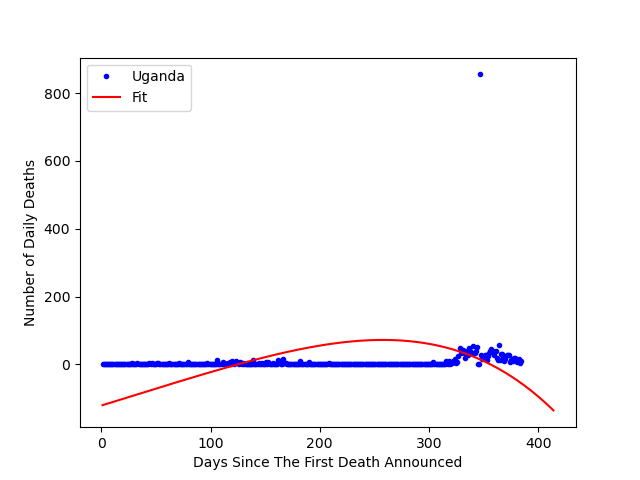 Uganda
Fit
800
600
400
200
0
Number of Daily Deaths
0 100 200 300 400
Days Since The First Death Announced